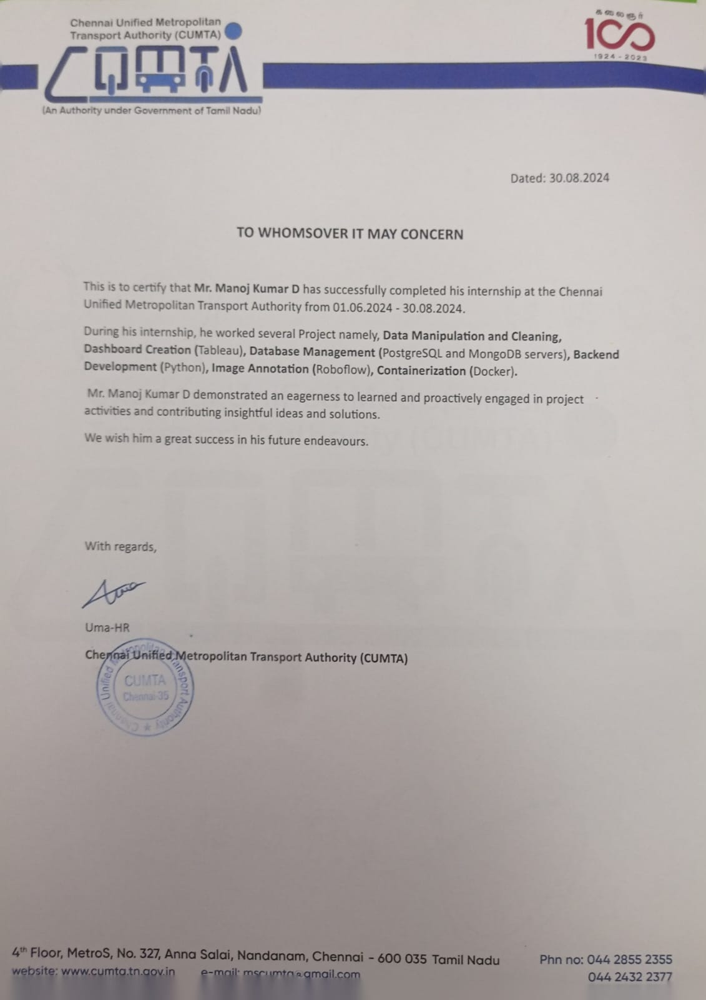 Chennai Unified Metropolitan
Transport Authority (CUMTA)
CUMTA
(An Authority under Government of Tamil Nadu)
கலைஞர்
100
1924 - 2023
Dated: 30.08.2024
TO WHOMSOVER IT MAY CONCERN
This is to certify that Mr. Manoj Kumar D has successfully completed his internship at the Chennai
Unified Metropolitan Transport Authority from 01.06.2024 - 30.08.2024.
During his internship, he worked several Project namely, Data Manipulation and Cleaning,
Dashboard Creation (Tableau), Database Management (PostgreSQL and MongoDB servers), Backend
Development (Python), Image Annotation (Roboflow), Containerization (Docker).
Mr. Manoj Kumar D demonstrated an eagerness to learned and proactively engaged in project
activities and contributing insightful ideas and solutions.
We wish him a great success in his future endeavours.
With regards,
Uma-HR
Chennai Unified Metropolitan Transport Authority (CUMTA)
Chennai Unified Metropolitan Transport Authority
CUMTA
Chennai-35
4th Floor, MetroS, No. 327, Anna Salai, Nandanam, Chennai - 600 035 Tamil Nadu
website: www.cumta.tn.gov.in e-mail: mscumta@gmail.com
Phn no: 044 2855 2355
044 2432 2377